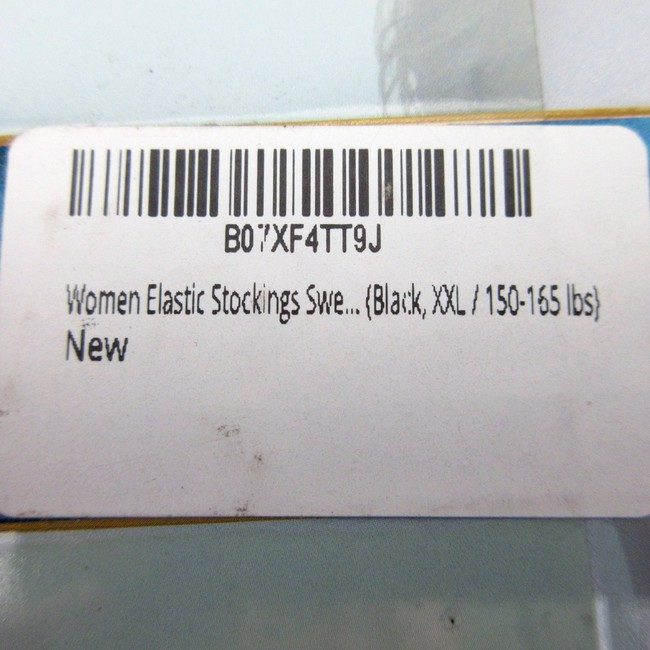 B07XF4TT9J
Women Elastic Stockings Swe... (Black, XXL / 150-165 lbs)
New